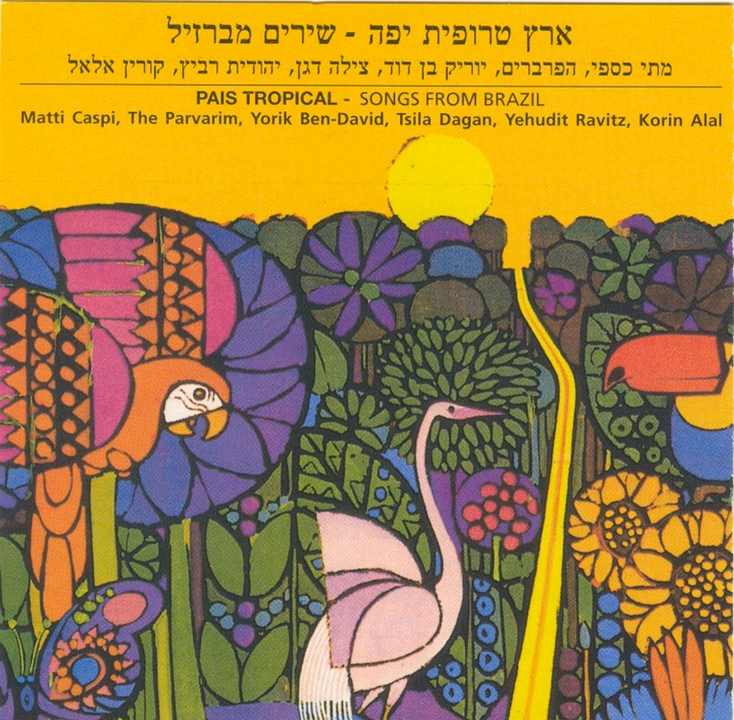 ארץ טרופית יפה - שירים מברזיל
מתי כספי, הפרברים, יוריק בן דוד, צילה דגן, יהודית רביץ, קורין אלאל
PAIS TROPICAL - SONGS FROM BRAZIL
Matti Caspi, The Parvarim, Yorik Ben-David, Tsila Dagan, Yehudit Ravitz, Korin Alal